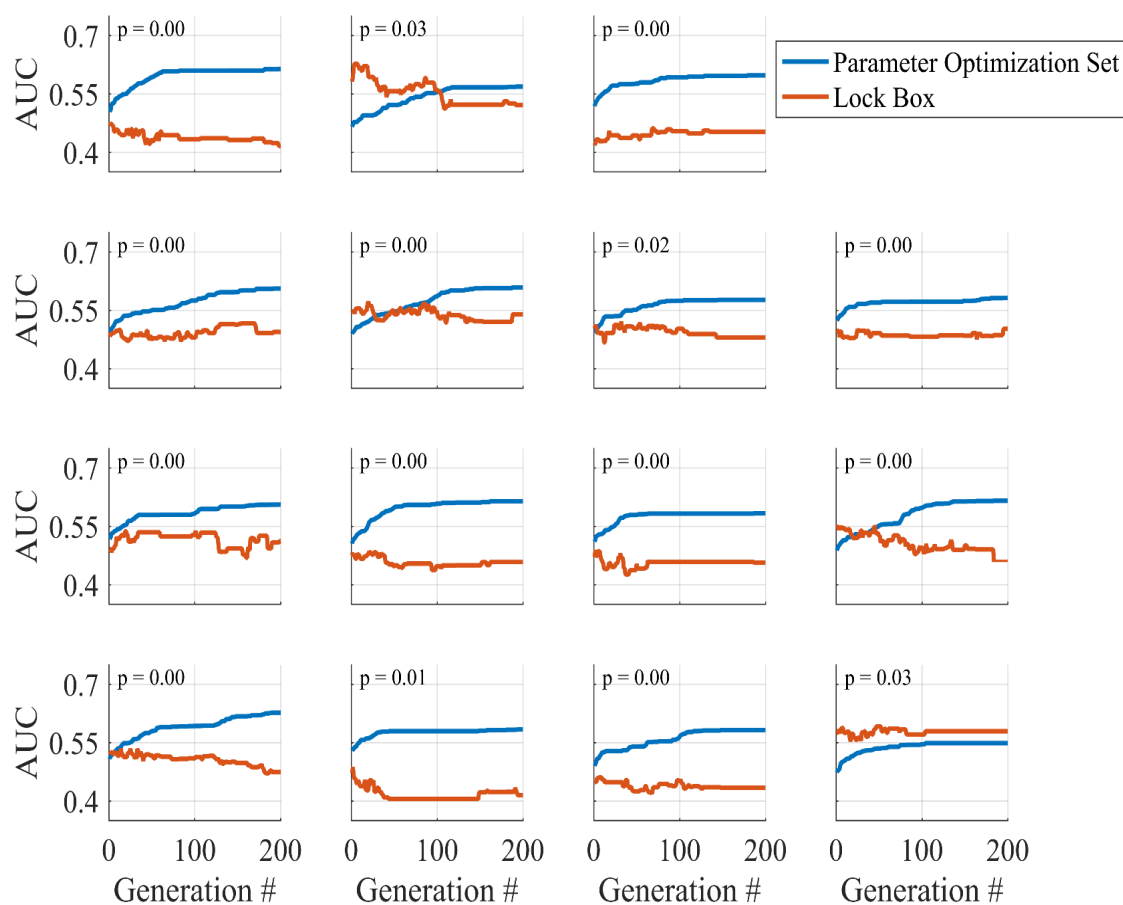 p = 0.00
p = 0.03
p = 0.00
0.7
0.55
0.4
AUC
Parameter Optimization Set
Lock Box
p = 0.00
p = 0.00
p = 0.02
p = 0.00
0.7
0.55
0.4
AUC
p = 0.00
p = 0.00
p = 0.00
p = 0.00
0.7
0.55
0.4
AUC
p = 0.00
p = 0.01
p = 0.00
p = 0.03
0.7
0.55
0.4
AUC
0 100 200
0 100 200
0 100 200
0 100 200
Generation #
Generation #
Generation #
Generation #